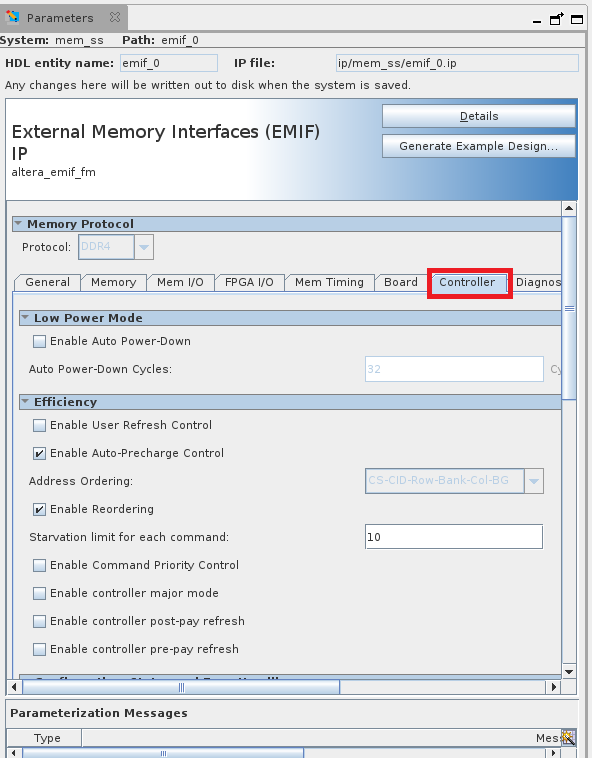 Parameters
System: mem_ss Path: emif_0
HDL entity name: emif_0 IP file: ip/mem_ss/emif_0.ip
Any changes here will be written out to disk when the system is saved.
External Memory Interfaces (EMIF)
IP
altera_emif_fm
Details
Generate Example Design...
Memory Protocol
Protocol: DDR4
General Memory Mem I/O FPGA I/O Mem Timing Board Controller Diagnos
Low Power Mode
Enable Auto Power-Down
Auto Power-Down Cycles: 32 Cy
Efficiency
Enable User Refresh Control
Enable Auto-Precharge Control
Address Ordering: CS-CID-Row-Bank-Col-BG
Enable Reordering
Starvation limit for each command: 10
Enable Command Priority Control
Enable controller major mode
Enable controller post-pay refresh
Enable controller pre-pay refresh
Parameterization Messages
Type Mess